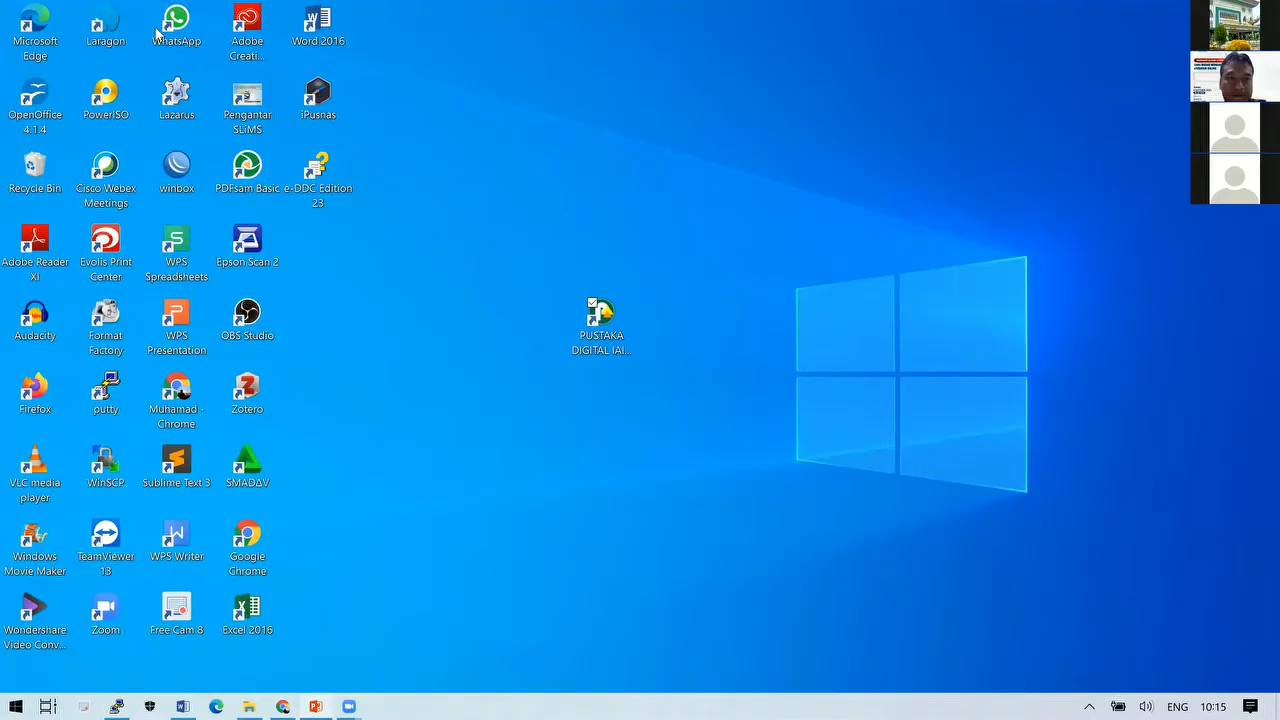 Microsoft Edge
Laragon
WhatsApp
Adobe Creati...
Word 2016
OpenOffice 4.1.4
PowerISO
Lazarus
Pengantar SLiMS
iPusnas
Recycle Bin
Cisco Webex Meetings
winbox
PDFsam Basic
e-DDC Edition 23
Adobe Reader XI
Evolis Print Center
WPS Spreadsheets
Epson Scan 2
Audacity
Format Factory
WPS Presentation
OBS Studio
PUSTAKA DIGITAL IAI...
Firefox
putty
Muhamad - Chrome
Zotero
VLC media player
WinSCP
Sublime Text 3
SMADΔV
Windows Movie Maker
TeamViewer 13
WPS Writer
Google Chrome
Wondershare Video Conv...
Zoom
Free Cam 8
Excel 2016
ENG
10:15